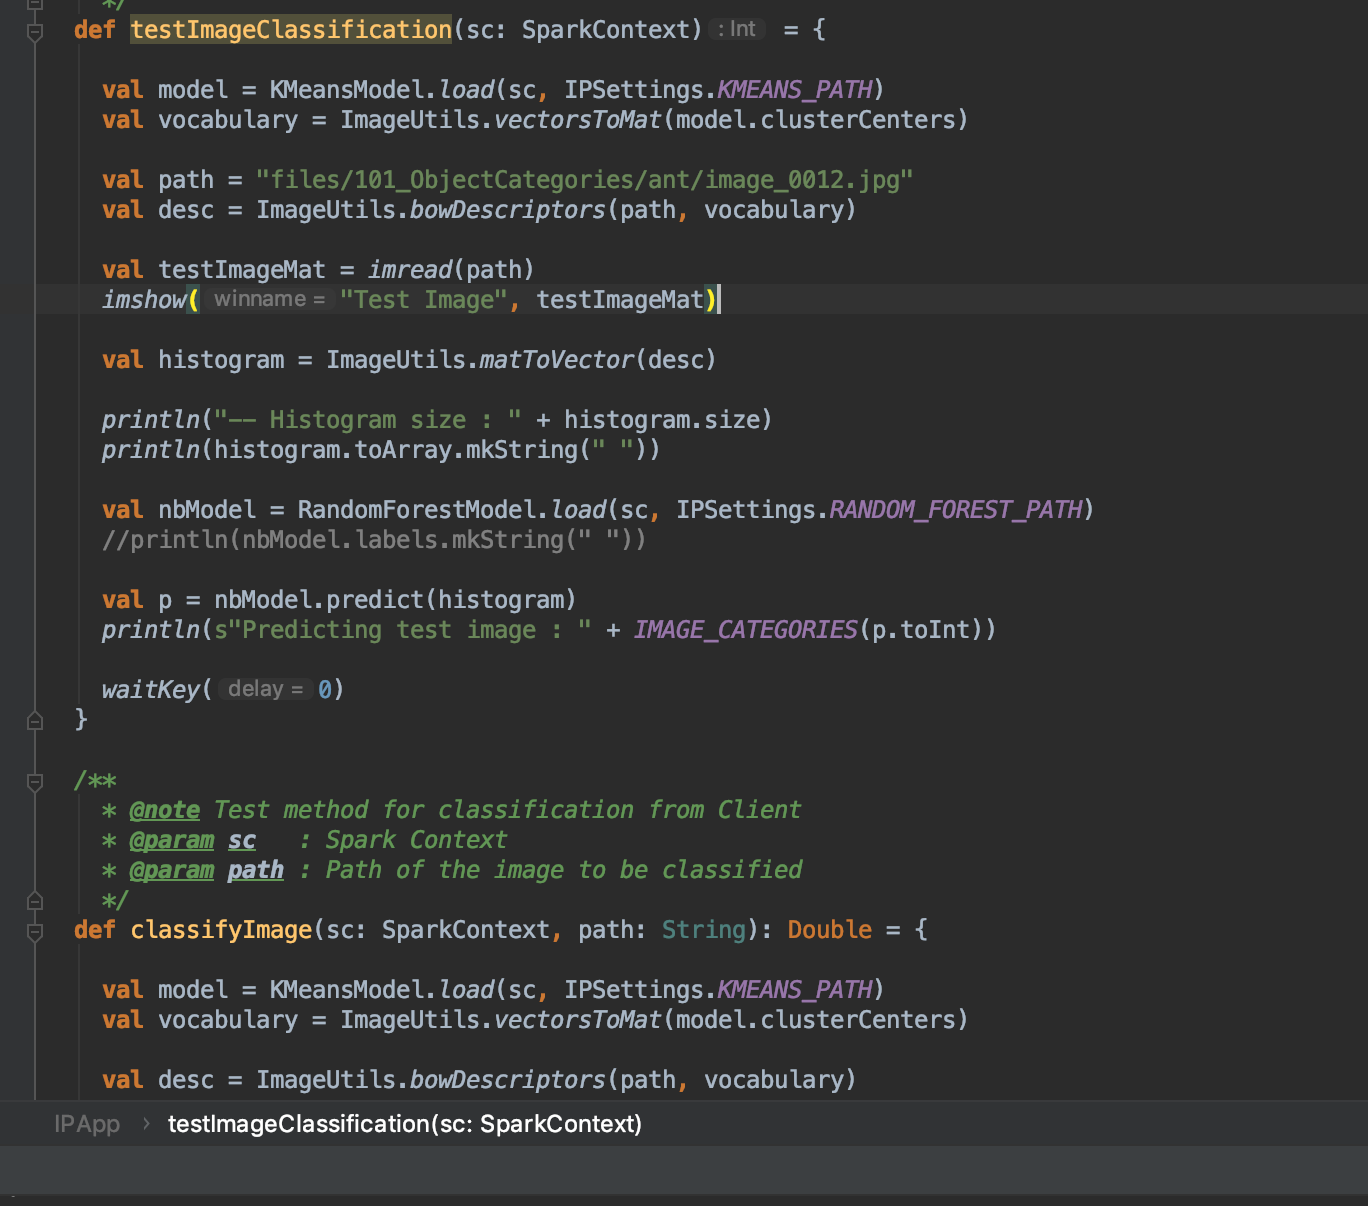 */
def testImageClassification(sc: SparkContext) : Int = {
val model = KMeansModel.load(sc, IPSettings.KMEANS_PATH)
val vocabulary = ImageUtils.vectorsToMat(model.clusterCenters)
val path = "files/101_ObjectCategories/ant/image_0012.jpg"
val desc = ImageUtils.bowDescriptors(path, vocabulary)
val testImageMat = imread(path)
imshow( winname = "Test Image", testImageMat)
val histogram = ImageUtils.matToVector(desc)
println("-- Histogram size : " + histogram.size)
println(histogram.toArray.mkString(" "))
val nbModel = RandomForestModel.load(sc, IPSettings.RANDOM_FOREST_PATH)
//println(nbModel.labels.mkString(" "))
val p = nbModel.predict(histogram)
println(s"Predicting test image : " + IMAGE_CATEGORIES(p.toInt))
waitKey( delay = 0)
}
/**
* @note Test method for classification from Client
* @param sc : Spark Context
* @param path : Path of the image to be classified
*/
def classifyImage(sc: SparkContext, path: String): Double = {
val model = KMeansModel.load(sc, IPSettings.KMEANS_PATH)
val vocabulary = ImageUtils.vectorsToMat(model.clusterCenters)
val desc = ImageUtils.bowDescriptors(path, vocabulary)
IPApp › testImageClassification(sc: SparkContext)